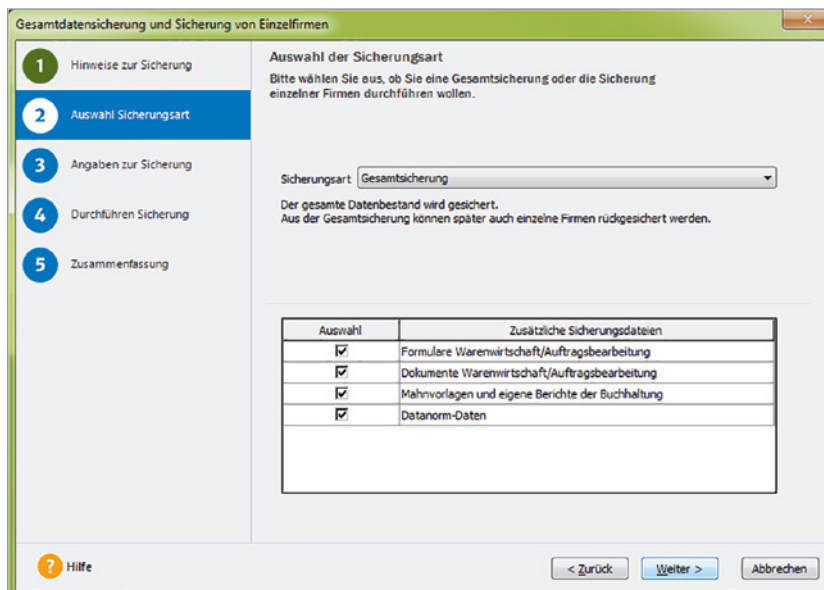 Gesamtdatensicherung und Sicherung von Einzelfirmen
1 Hinweise zur Sicherung
2 Auswahl Sicherungsart
3 Angaben zur Sicherung
4 Durchführen Sicherung
5 Zusammenfassung
Auswahl der Sicherungsart
Bitte wählen Sie aus, ob Sie eine Gesamtsicherung oder die Sicherung
einzelner Firmen durchführen wollen.
Sicherungsart Gesamtsicherung
Der gesamte Datenbestand wird gesichert.
Aus der Gesamtsicherung können später auch einzelne Firmen rückgesichert werden.
Auswahl Zusätzliche Sicherungsdateien
Formulare Warenwirtschaft/Auftragsbearbeitung
Dokumente Warenwirtschaft/Auftragsbearbeitung
Mahnvorlagen und eigene Berichte der Buchhaltung
Datanorm-Daten
? Hilfe
< Zurück Weiter > Abbrechen